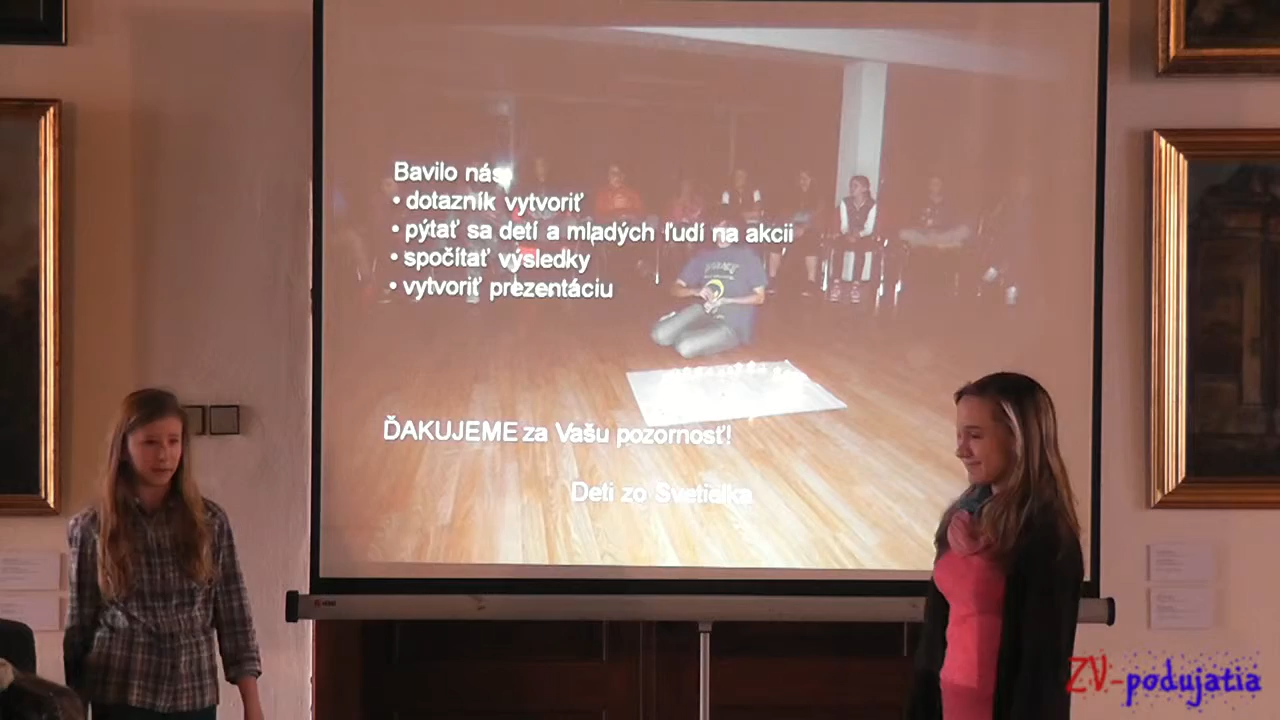 Bavilo nás:
• dotazník vytvoriť
• pýtať sa detí a mladých ľudí na akcii
• spočítať výsledky
• vytvoriť prezentáciu
ĎAKUJEME za Vašu pozornosť!
Deti zo Svetielka
ZV-podujatia